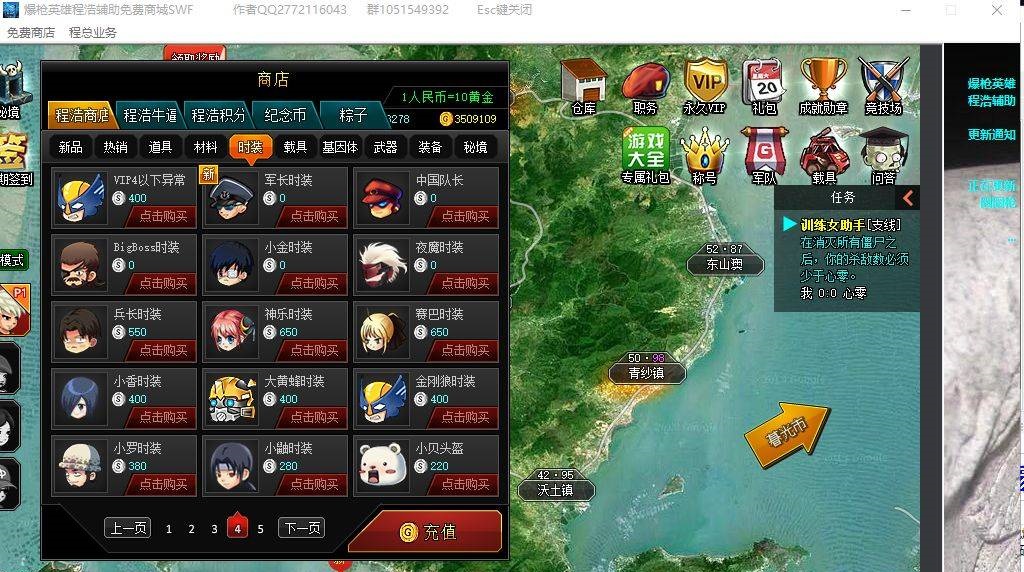 爆枪英雄程浩辅助免费商城SWF 作者QQ2772116043 群1051549392 Esc键关闭
免费商店 程总业务
领取奖励
商店
1人民币=10黄金
程浩商店 程浩牛逼 程浩积分 纪念币 粽子 3278 3509109
新品 热销 道具 材料 时装 载具 基因体 武器 装备 秘境
VIP4以下异常 新 军长时装 中国队长
400 0 0
点击购买 点击购买 点击购买
BigBoss时装 小金时装 夜魔时装
0 0 0
点击购买 点击购买 点击购买
兵长时装 神乐时装 赛巴时装
550 650 650
点击购买 点击购买 点击购买
小香时装 大黄蜂时装 金刚狼时装
400 400 400
点击购买 点击购买 点击购买
小罗时装 小鼬时装 小贝头盔
380 280 220
点击购买 点击购买 点击购买
上一页 1 2 3 4 5 下一页
充值
新
秘境
签
期签到
模式
P1
VIP
星期六
20
仓库 职务 永久VIP 礼包 成就勋章 竞技场
游戏
大全
专属礼包 称号 军队 载具 问答
任务
训练女助手[支线]
在消灭所有僵尸之
后，你的杀敌数必须
少于心零。
我 0:0 心零
52·87
东山澳
50·98
青纱镇
暮光市
42·95
沃土镇
爆枪英雄
程浩辅助
更新通知